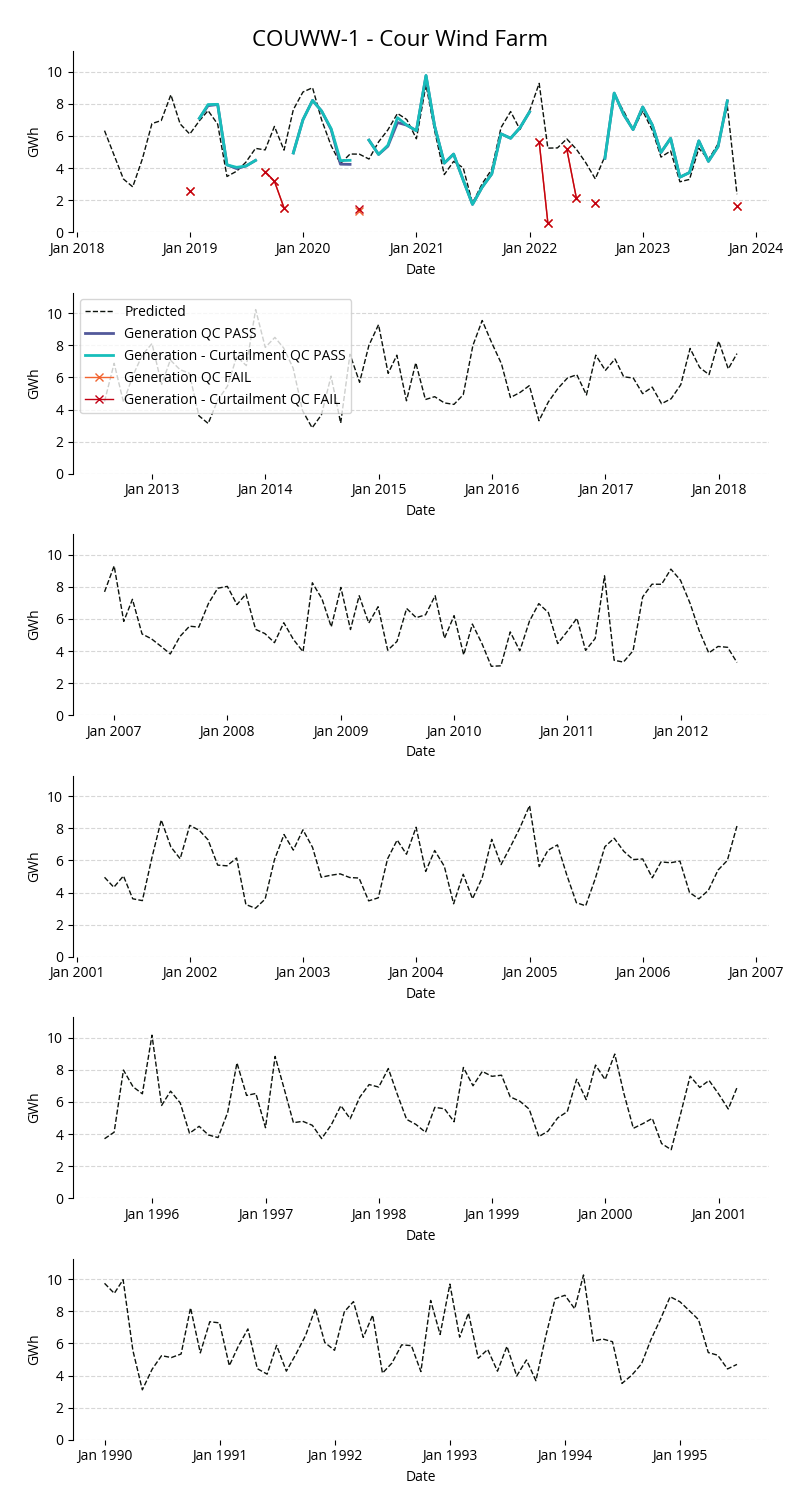 COUWW-1 - Cour Wind Farm
10
8
6
4
2
0
GWh
Jan 2018 Jan 2019 Jan 2020 Jan 2021 Jan 2022 Jan 2023 Jan 2024
Date
10
8
6
4
2
0
GWh
Predicted
Generation QC PASS
Generation - Curtailment QC PASS
Generation QC FAIL
Generation - Curtailment QC FAIL
Jan 2013 Jan 2014 Jan 2015 Jan 2016 Jan 2017 Jan 2018
Date
10
8
6
4
2
0
GWh
Jan 2007 Jan 2008 Jan 2009 Jan 2010 Jan 2011 Jan 2012
Date
10
8
6
4
2
0
GWh
Jan 2001 Jan 2002 Jan 2003 Jan 2004 Jan 2005 Jan 2006 Jan 2007
Date
10
8
6
4
2
0
GWh
Jan 1996 Jan 1997 Jan 1998 Jan 1999 Jan 2000 Jan 2001
Date
10
8
6
4
2
0
GWh
Jan 1990 Jan 1991 Jan 1992 Jan 1993 Jan 1994 Jan 1995
Date